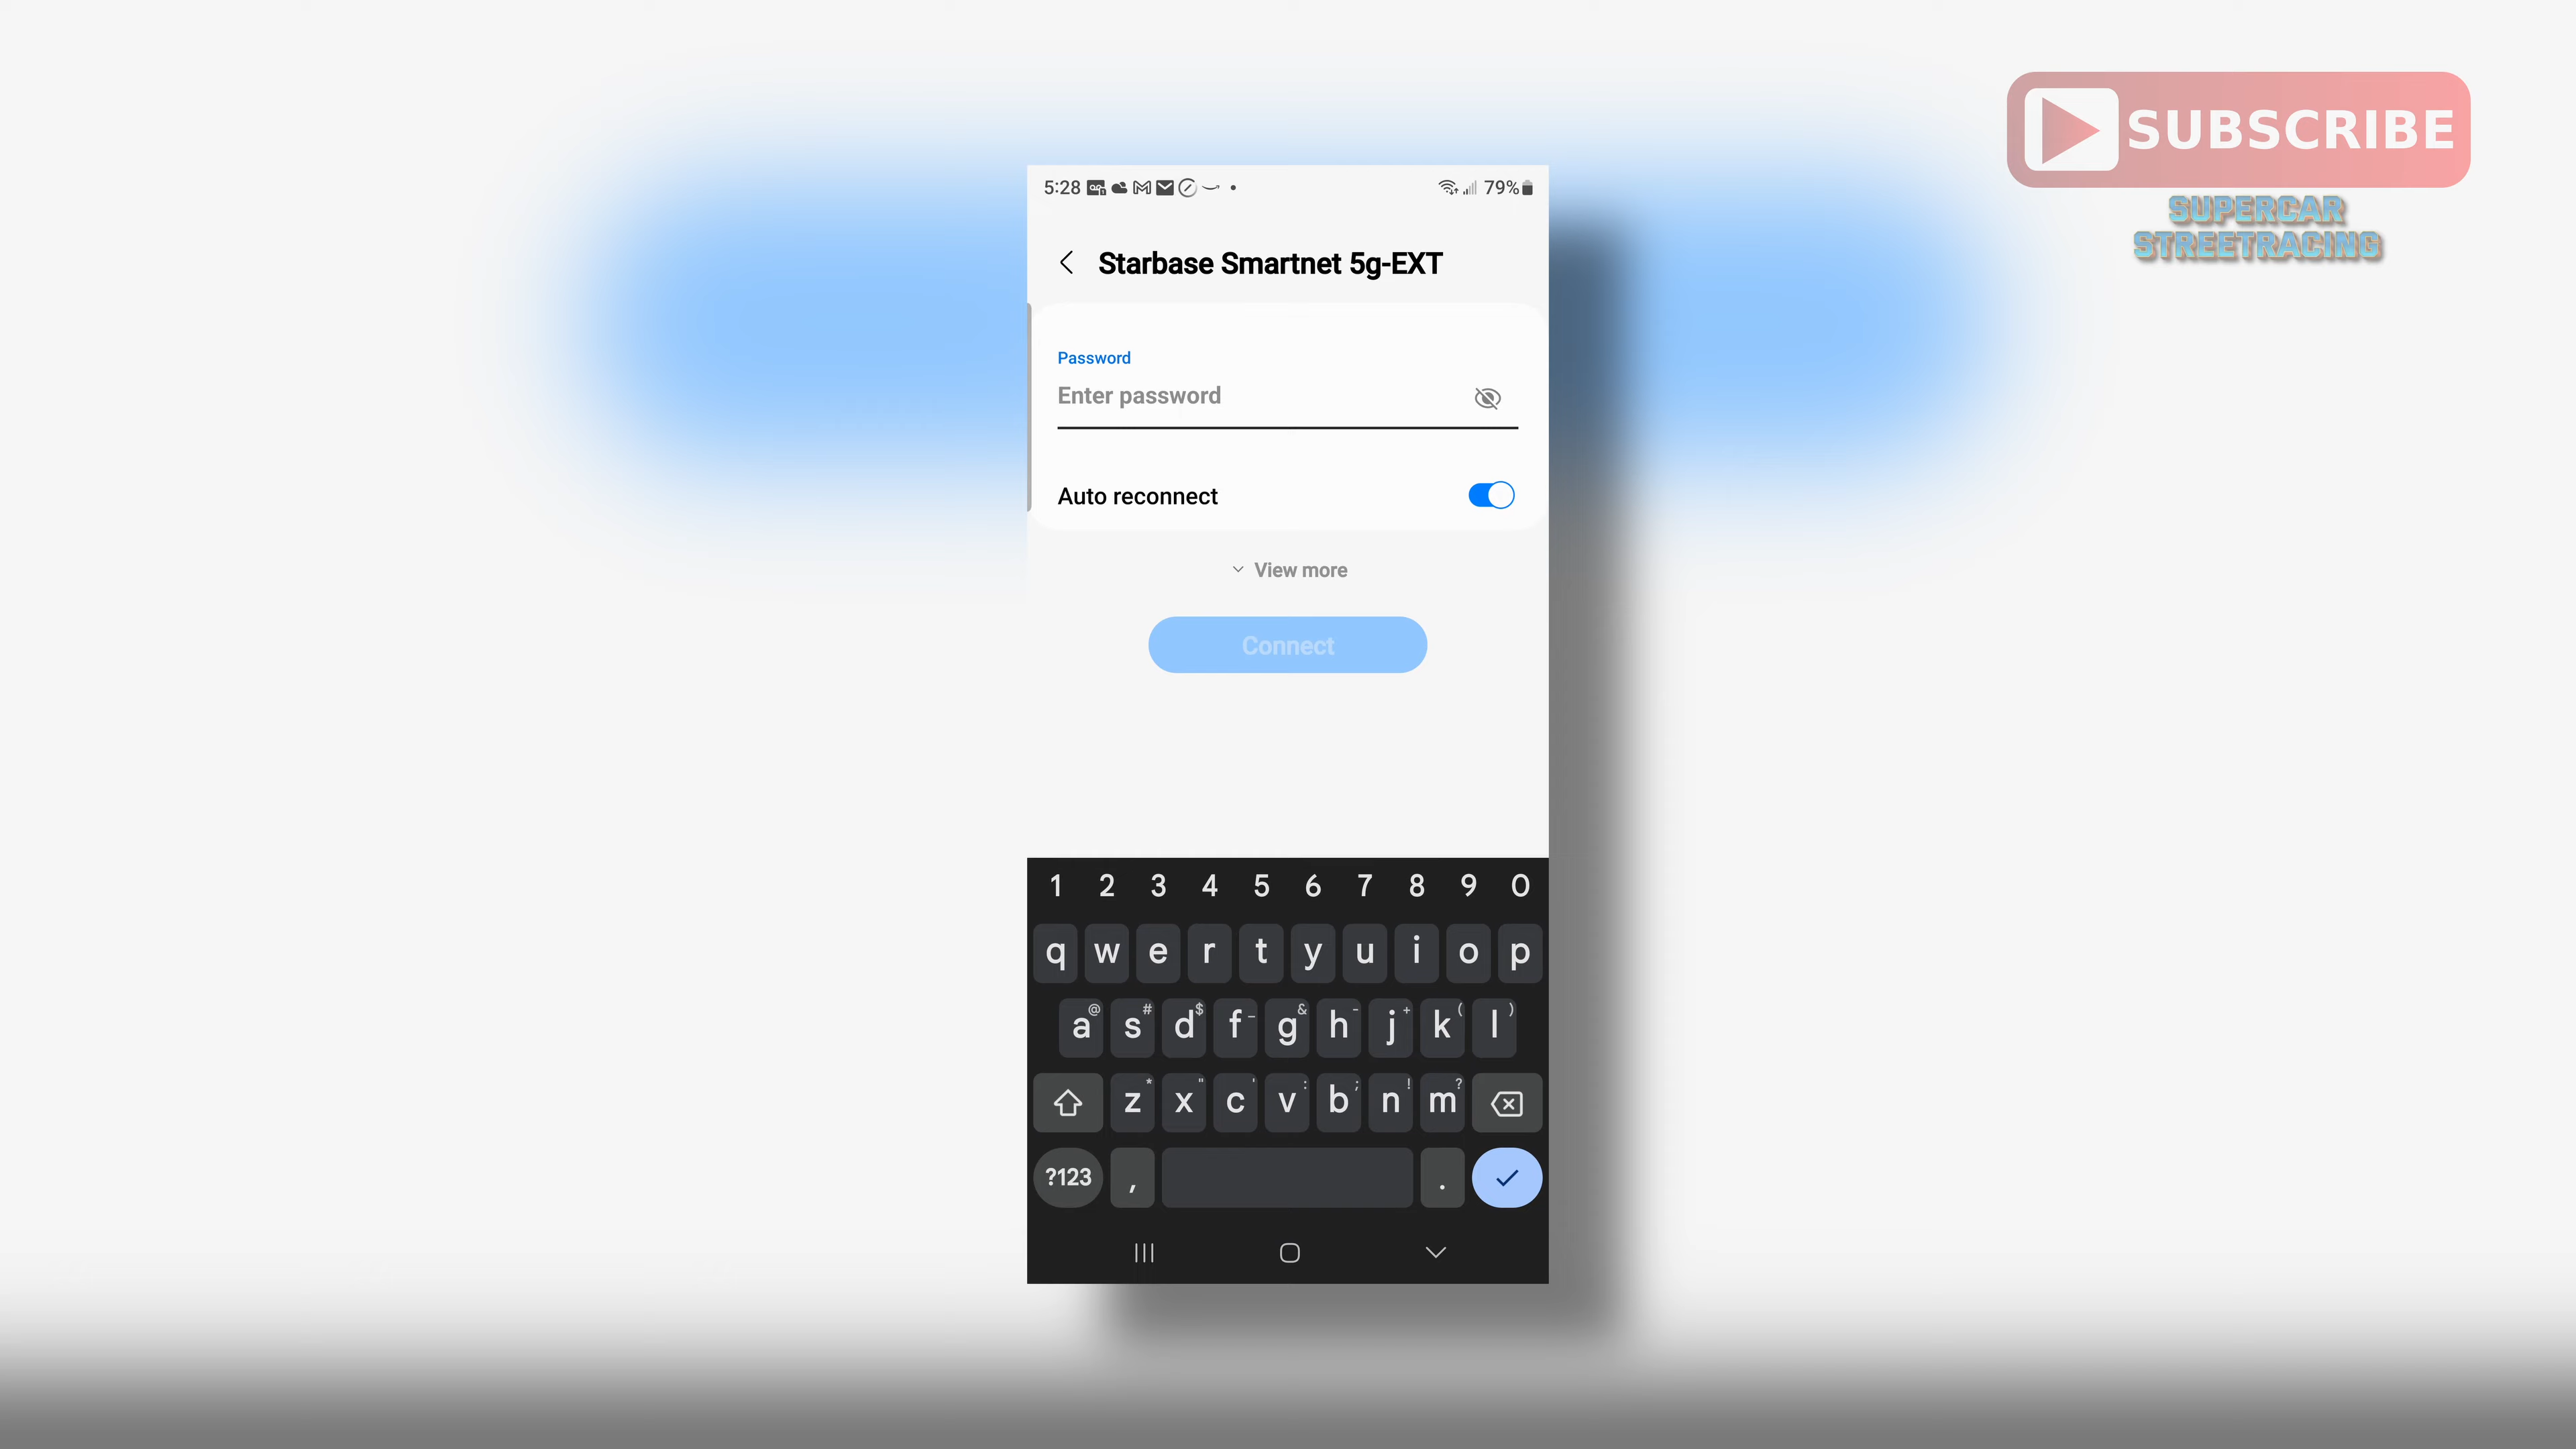 SUBSCRIBE
SUPERCAR
STREETRACING
5:28 79%
Starbase Smartnet 5g-EXT
Password
Enter password
Auto reconnect
View more
Connect
1 2 3 4 5 6 7 8 9 0
q w e r t y u i o p
@ # $ _ & - + ( )
a s d f g h j k l
* " ' : ; ! ?
z x c v b n m
?123 , .